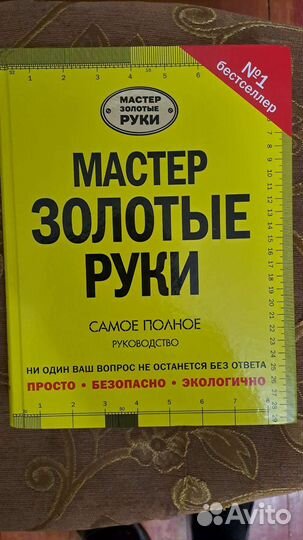 №1
бестселлер
МАСТЕР
ЗОЛОТЫЕ
РУКИ
МАСТЕР
ЗОЛОТЫЕ
РУКИ
САМОЕ ПОЛНОЕ
РУКОВОДСТВО
НИ ОДИН ВАШ ВОПРОС НЕ ОСТАНЕТСЯ БЕЗ ОТВЕТА
ПРОСТО • БЕЗОПАСНО • ЭКОЛОГИЧНО
Avito